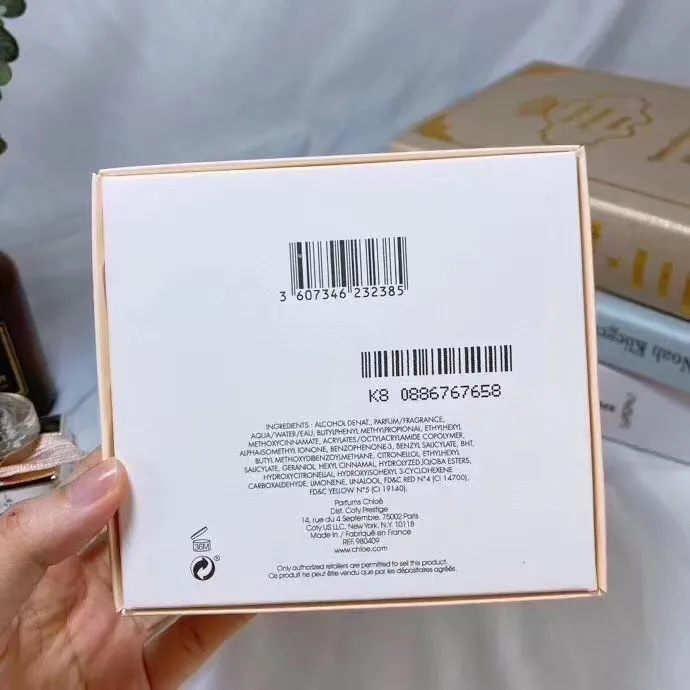 3 607346 232385
K8 0886767658
INGREDIENTS : ALCOHOL DENAT., PARFUM/FRAGRANCE,
AQUA/WATER/EAU, BUTYLPHENYL METHYLPROPIONAL, ETHYLHEXYL
METHOXYCINNAMATE, ACRYLATES/OCTYLACRYLAMIDE COPOLYMER,
ALPHA-ISOMETHYL IONONE, BENZOPHENONE-3, BENZYL SALICYLATE, BHT,
BUTYL METHOXYDIBENZOYLMETHANE, CITRONELLOL, ETHYLHEXYL
SALICYLATE, GERANIOL, HEXYL CINNAMAL, HYDROLYZED JOJOBA ESTERS,
HYDROXYCITRONELLAL, HYDROXYISOHEXYL 3-CYCLOHEXENE
CARBOXALDEHYDE, LIMONENE, LINALOOL, FD&C RED N°4 (CI 14700),
FD&C YELLOW N°5 (CI 19140).
Parfums Chloé
Dist. Coty Prestige
14, rue du 4 Septembre, 75002 Paris
Coty US LLC, New York, N.Y. 10118
Made in / Fabriqué en France
REF. 980409
www.chloe.com
36M
Only authorized retailers are permitted to sell this product.
Ce produit ne peut être vendu que par les dépositaires agréés.
Noah Klieger